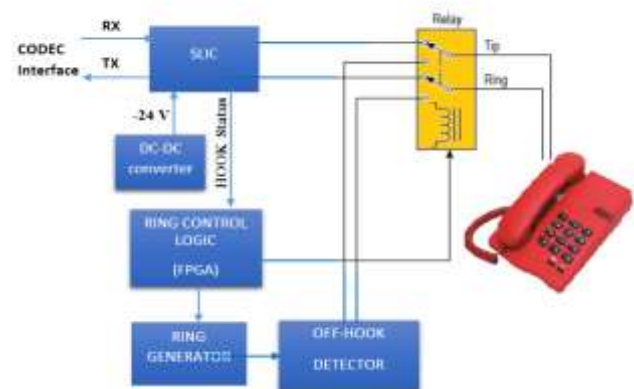 RX
CODEC
Interface
TX
SLIC
-24 V
HOOK Status
DC-DC
converter
RING CONTROL
LOGIC
(FPGA)
RING
GENERATOR
OFF-HOOK
DETECTOR
Relay
Tip
Ring